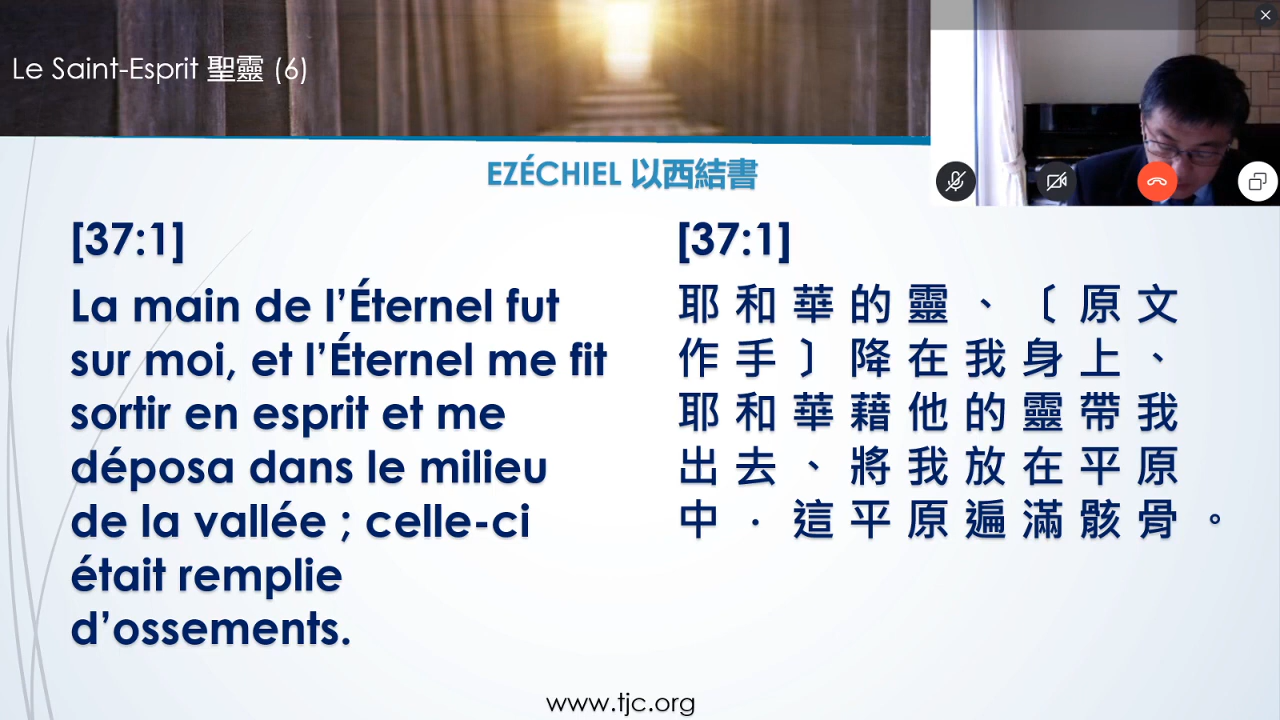 Le Saint-Esprit 聖靈 (6)
EZÉCHIEL 以西結書
[37:1]
La main de l’Éternel fut
sur moi, et l’Éternel me fit
sortir en esprit et me
déposa dans le milieu
de la vallée ; celle-ci
était remplie
d’ossements.
[37:1]
耶和華的靈、〔原文
作手〕降在我身上、
耶和華藉他的靈帶我
出去、將我放在平原
中．這平原遍滿骸骨。
www.tjc.org